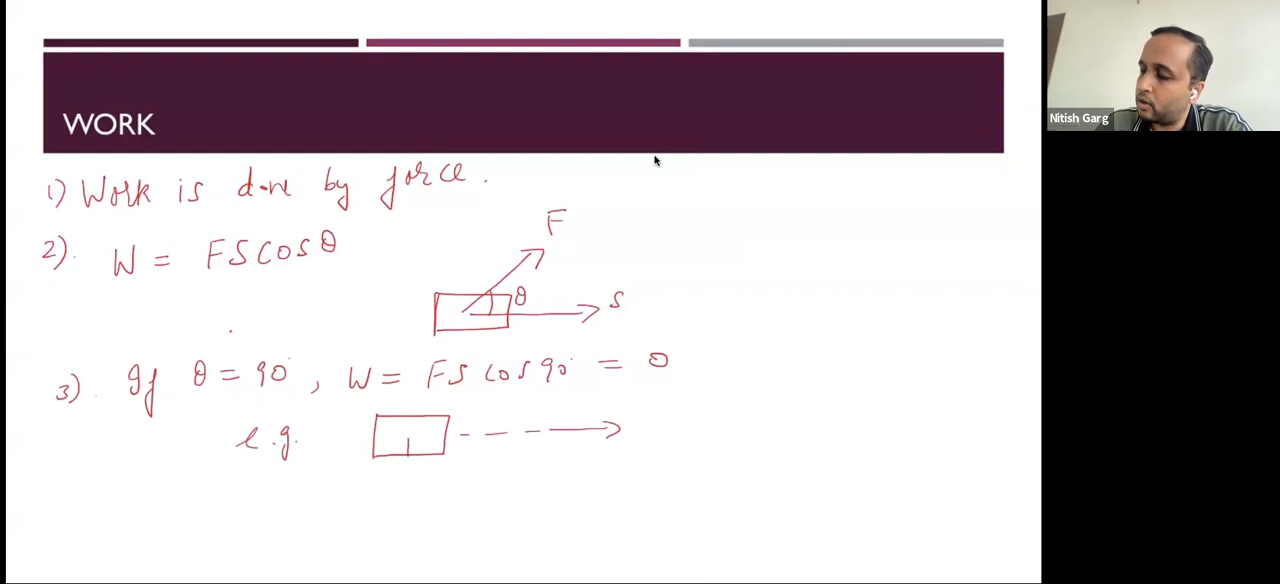 WORK
1) Work is done by force.
2). W = FS cos θ
F
θ
S
3). If θ = 90°, W = FS cos 90° = 0
e.g.
Nitish Garg